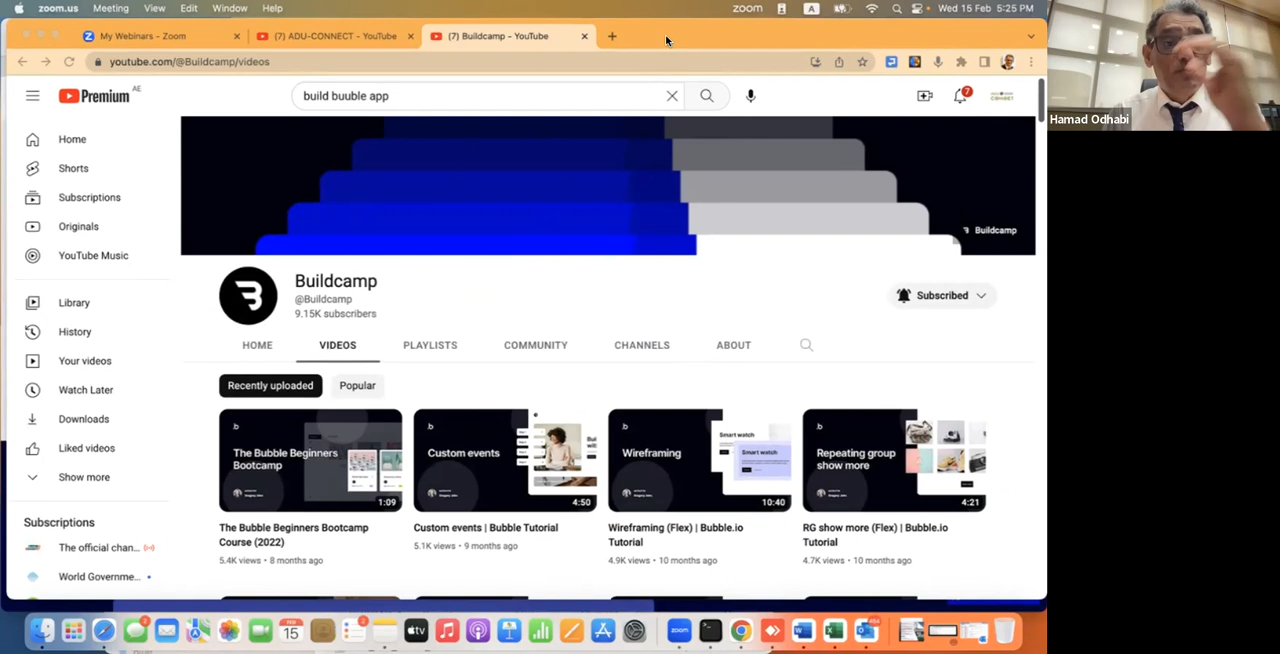 zoom.us Meeting View Edit Window Help zoom A Wed 15 Feb 5:25 PM
My Webinars - Zoom (7) ADU-CONNECT - YouTube (7) Buildcamp - YouTube
youtube.com/@Buildcamp/videos
Hamad Odhabi
Premium AE
build buuble app
7
Home
Shorts
Subscriptions
Originals
YouTube Music
Library
History
Your videos
Watch Later
Downloads
Liked videos
Show more
Subscriptions
The official chan...
World Governme...
Buildcamp
Buildcamp
@Buildcamp
9.15K subscribers
Subscribed
HOME VIDEOS PLAYLISTS COMMUNITY CHANNELS ABOUT
Recently uploaded Popular
The Bubble Beginners
Bootcamp
1:09
The Bubble Beginners Bootcamp
Course (2022)
5.4K views • 8 months ago
Custom events
4:50
Custom events | Bubble Tutorial
5.1K views • 9 months ago
Wireframing
Smart watch
Smart watch
10:40
Wireframing (Flex) | Bubble.io
Tutorial
4.9K views • 10 months ago
Repeating group
show more
4:21
RG show more (Flex) | Bubble.io
Tutorial
4.7K views • 10 months ago
2
15
2
tv
zoom